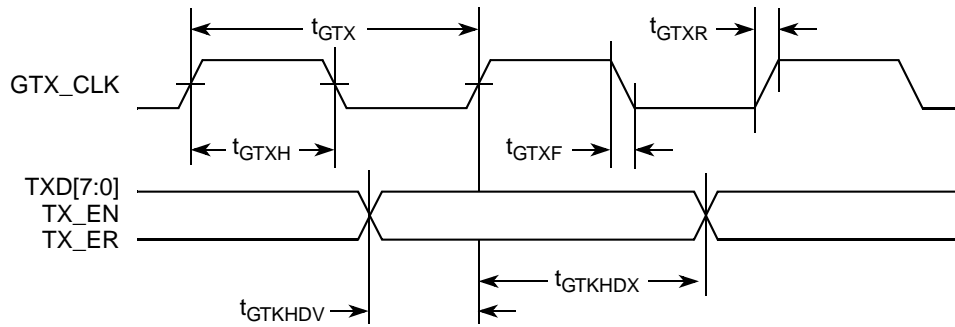 tGTX
tGTXR
GTX_CLK
tGTXH
tGTXF
TXD[7:0]
TX_EN
TX_ER
tGTKHDX
tGTKHDV